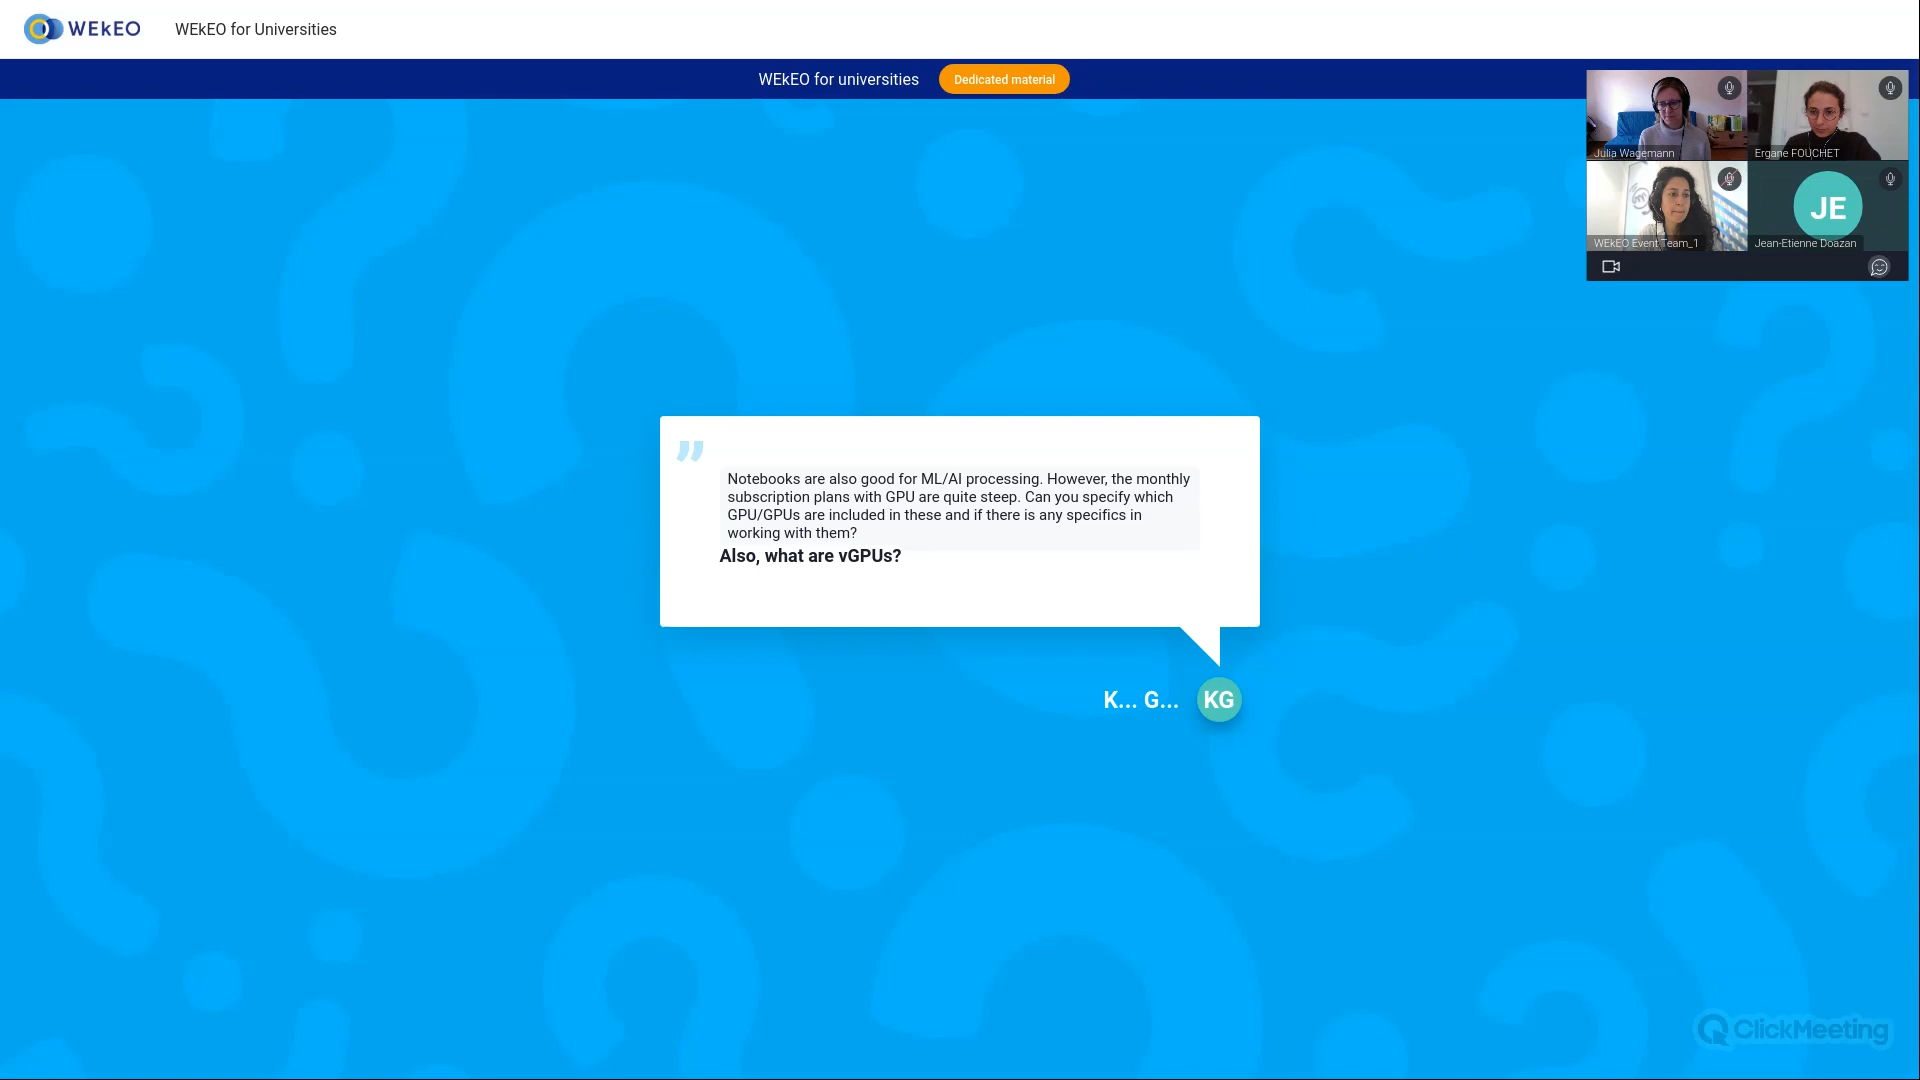 WEkEO
WEkEO for Universities
WEkEO for universities
Dedicated material
Julia Wagemann
Ergane FOUCHET
WEkEO Event Team_1
JE
Jean-Etienne Doazan
Notebooks are also good for ML/AI processing. However, the monthly
subscription plans with GPU are quite steep. Can you specify which
GPU/GPUs are included in these and if there is any specifics in
working with them?
Also, what are vGPUs?
K... G...
KG
ClickMeeting